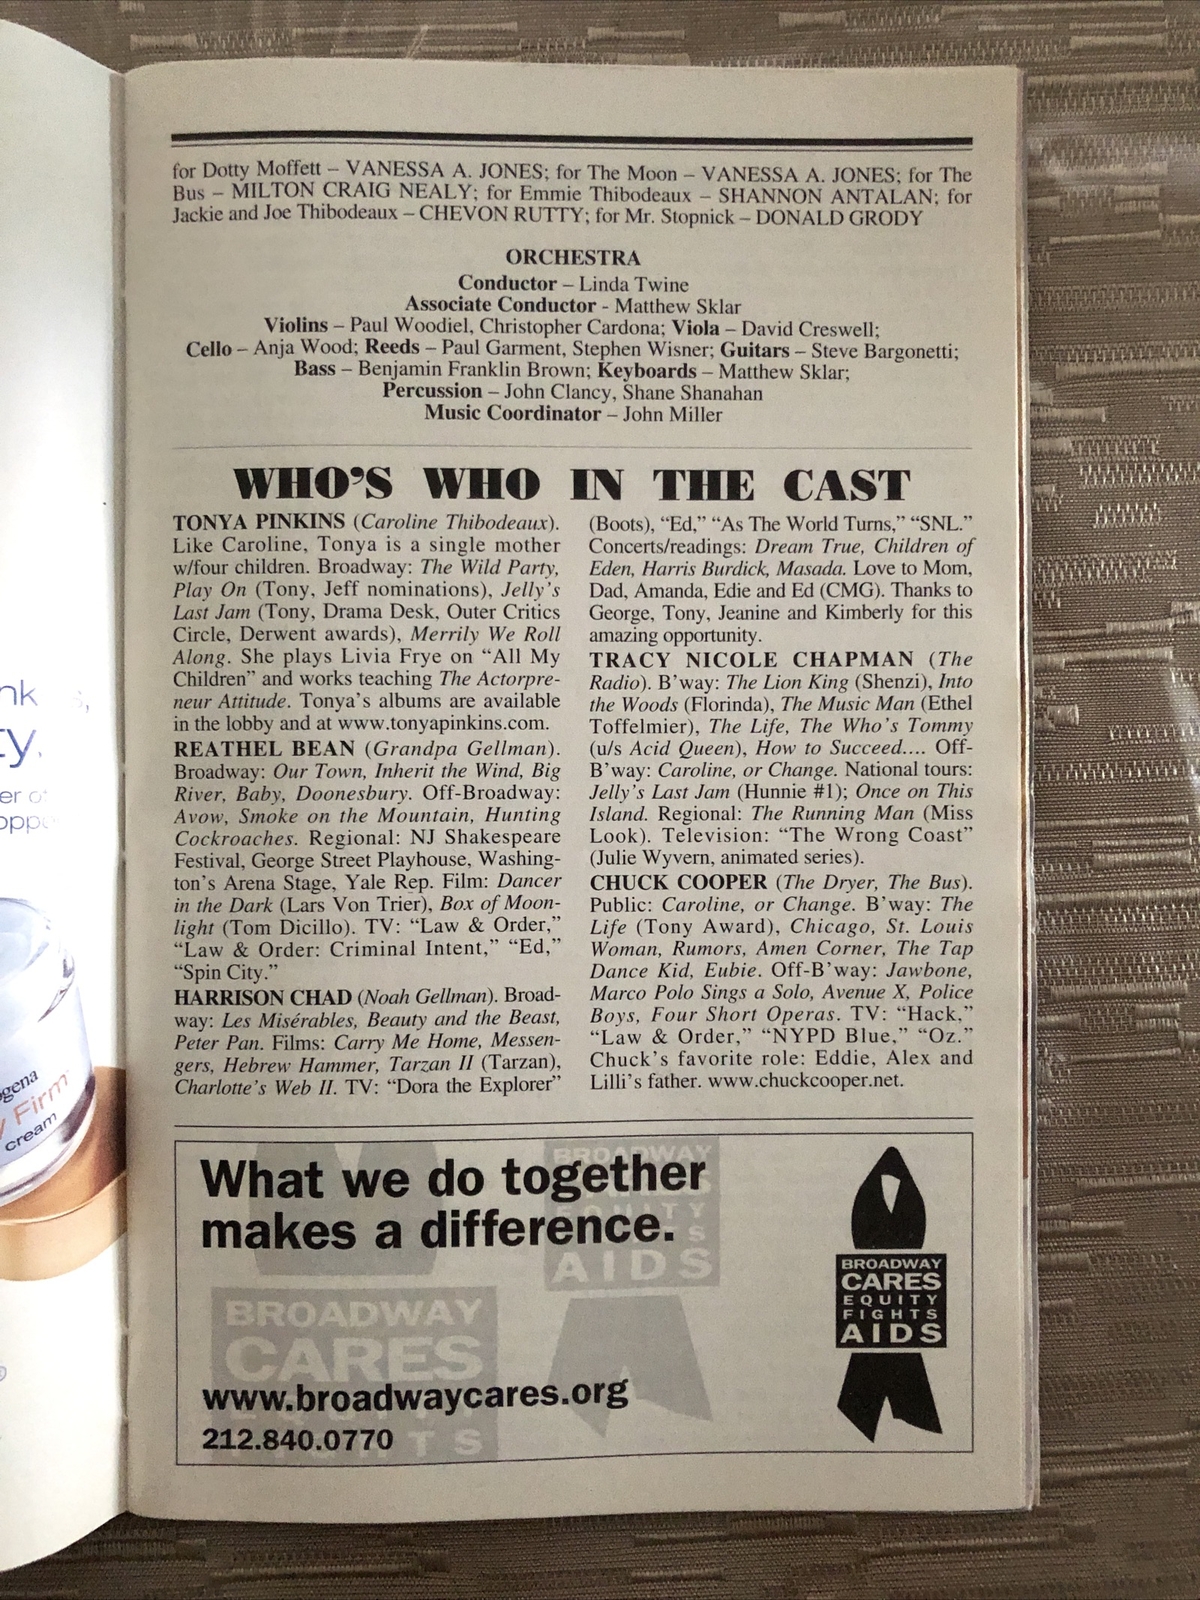 for Dotty Moffett – VANESSA A. JONES; for The Moon – VANESSA A. JONES; for The
Bus – MILTON CRAIG NEALY; for Emmie Thibodeaux – SHANNON ANTALAN; for
Jackie and Joe Thibodeaux – CHEVON RUTTY; for Mr. Stopnick – DONALD GRODY
ORCHESTRA
Conductor – Linda Twine
Associate Conductor - Matthew Sklar
Violins – Paul Woodiel, Christopher Cardona; Viola – David Creswell;
Cello – Anja Wood; Reeds – Paul Garment, Stephen Wisner; Guitars – Steve Bargonetti;
Bass – Benjamin Franklin Brown; Keyboards – Matthew Sklar;
Percussion – John Clancy, Shane Shanahan
Music Coordinator – John Miller
WHO'S WHO IN THE CAST
TONYA PINKINS (Caroline Thibodeaux).
Like Caroline, Tonya is a single mother
w/four children. Broadway: The Wild Party,
Play On (Tony, Jeff nominations), Jelly's
Last Jam (Tony, Drama Desk, Outer Critics
Circle, Derwent awards), Merrily We Roll
Along. She plays Livia Frye on “All My
Children” and works teaching The Actorpre-
neur Attitude. Tonya's albums are available
in the lobby and at www.tonyapinkins.com.
REATHEL BEAN (Grandpa Gellman).
Broadway: Our Town, Inherit the Wind, Big
River, Baby, Doonesbury. Off-Broadway:
Avow, Smoke on the Mountain, Hunting
Cockroaches. Regional: NJ Shakespeare
Festival, George Street Playhouse, Washing-
ton's Arena Stage, Yale Rep. Film: Dancer
in the Dark (Lars Von Trier), Box of Moon-
light (Tom Dicillo). TV: “Law & Order,”
“Law & Order: Criminal Intent,” “Ed,”
“Spin City.”
HARRISON CHAD (Noah Gellman). Broad-
way: Les Misérables, Beauty and the Beast,
Peter Pan. Films: Carry Me Home, Messen-
gers, Hebrew Hammer, Tarzan II (Tarzan),
Charlotte's Web II. TV: “Dora the Explorer”
(Boots), “Ed,” “As The World Turns,” “SNL.”
Concerts/readings: Dream True, Children of
Eden, Harris Burdick, Masada. Love to Mom,
Dad, Amanda, Edie and Ed (CMG). Thanks to
George, Tony, Jeanine and Kimberly for this
amazing opportunity.
TRACY NICOLE CHAPMAN (The
Radio). B'way: The Lion King (Shenzi), Into
the Woods (Florinda), The Music Man (Ethel
Toffelmier), The Life, The Who's Tommy
(u/s Acid Queen), How to Succeed.... Off-
B'way: Caroline, or Change. National tours:
Jelly's Last Jam (Hunnie #1); Once on This
Island. Regional: The Running Man (Miss
Look). Television: “The Wrong Coast”
(Julie Wyvern, animated series).
CHUCK COOPER (The Dryer, The Bus).
Public: Caroline, or Change. B'way: The
Life (Tony Award), Chicago, St. Louis
Woman, Rumors, Amen Corner, The Tap
Dance Kid, Eubie. Off-B'way: Jawbone,
Marco Polo Sings a Solo, Avenue X, Police
Boys, Four Short Operas. TV: “Hack,”
“Law & Order,” “NYPD Blue,” “Oz.”
Chuck's favorite role: Eddie, Alex and
Lilli's father. www.chuckcooper.net.
What we do together
makes a difference.
BROADWAY
CARES
www.broadwaycares.org
212.840.0770
BROADWAY
EQUITY
AIDS
BROADWAY
CARES
EQUITY
FIGHTS
AIDS
cream